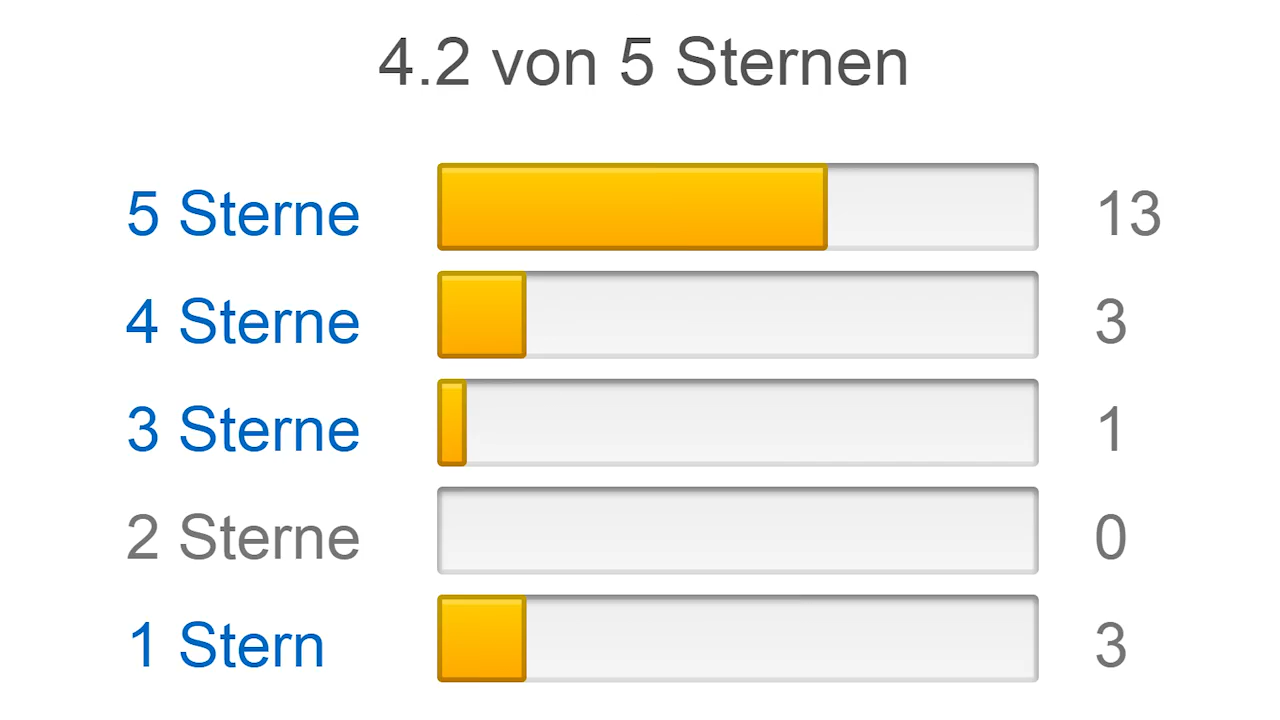 4.2 von 5 Sternen
5 Sterne 13
4 Sterne 3
3 Sterne 1
2 Sterne 0
1 Stern 3